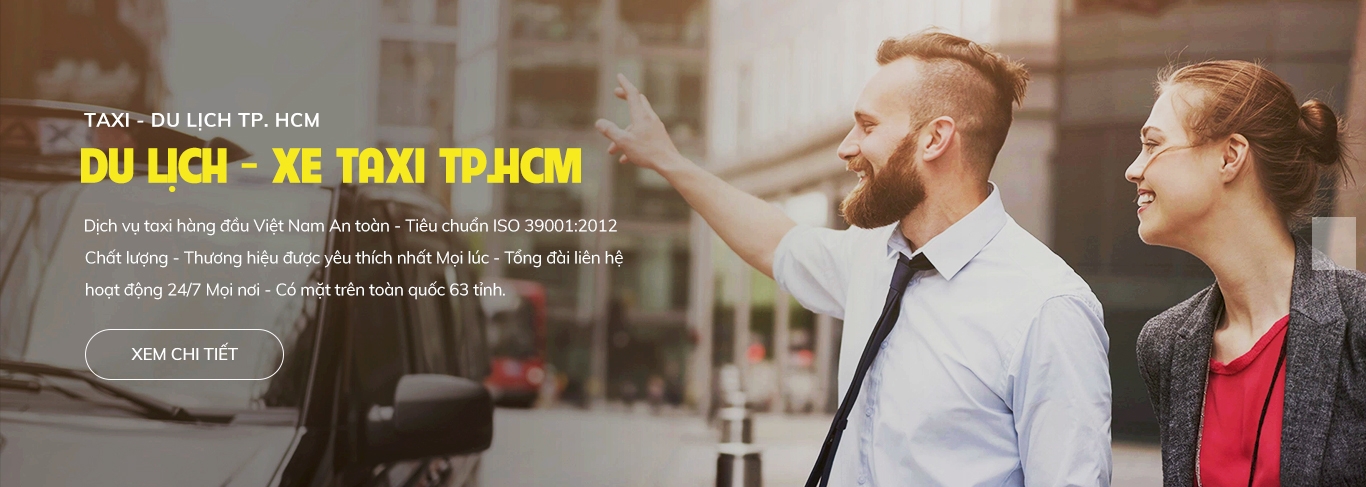 TAXI - DU LỊCH TP. HCM
DU LỊCH - XE TAXI TP.HCM
Dịch vụ taxi hàng đầu Việt Nam An toàn - Tiêu chuẩn ISO 39001:2012
Chất lượng - Thương hiệu được yêu thích nhất Mọi lúc - Tổng đài liên hệ
hoạt động 24/7 Mọi nơi - Có mặt trên toàn quốc 63 tỉnh.
XEM CHI TIẾT